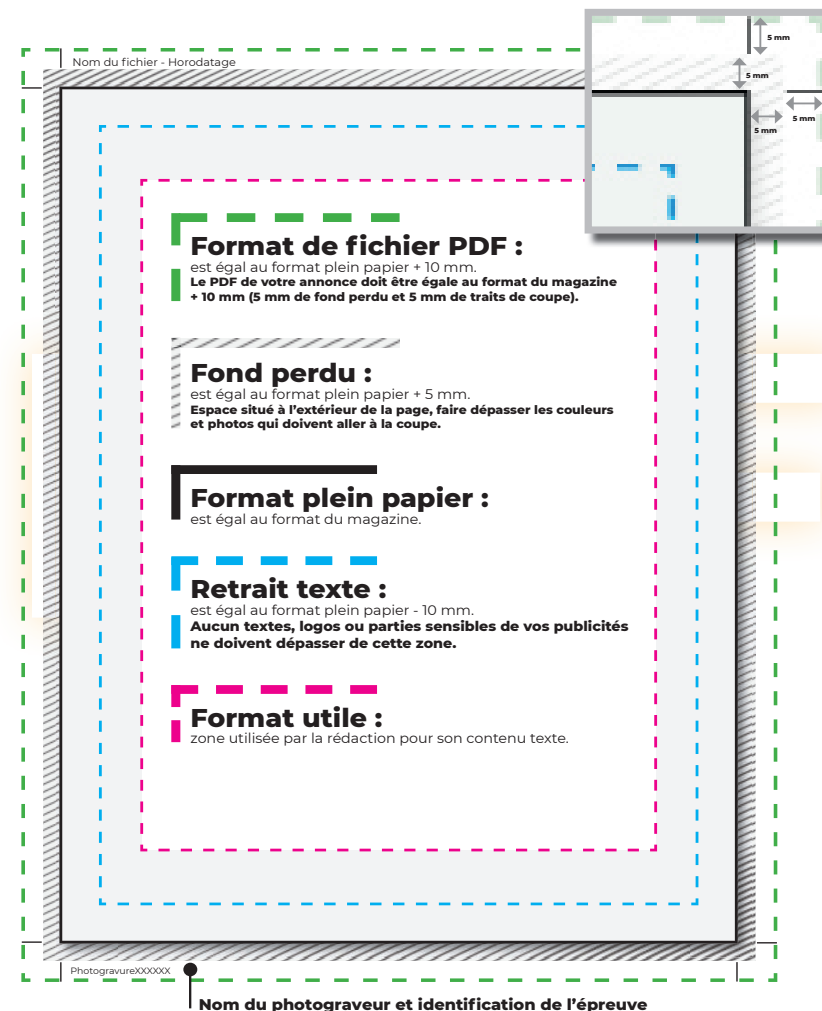 Nom du fichier - Horodatage
5 mm
5 mm
5 mm
5 mm
Format de fichier PDF :
est égal au format plein papier + 10 mm.
Le PDF de votre annonce doit être égale au format du magazine
+ 10 mm (5 mm de fond perdu et 5 mm de traits de coupe).
Fond perdu :
est égal au format plein papier + 5 mm.
Espace situé à l’extérieur de la page, faire dépasser les couleurs
et photos qui doivent aller à la coupe.
Format plein papier :
est égal au format du magazine.
Retrait texte :
est égal au format plein papier - 10 mm.
Aucun textes, logos ou parties sensibles de vos publicités
ne doivent dépasser de cette zone.
Format utile :
zone utilisée par la rédaction pour son contenu texte.
PhotogravureXXXXXX
Nom du photograveur et identification de l’épreuve